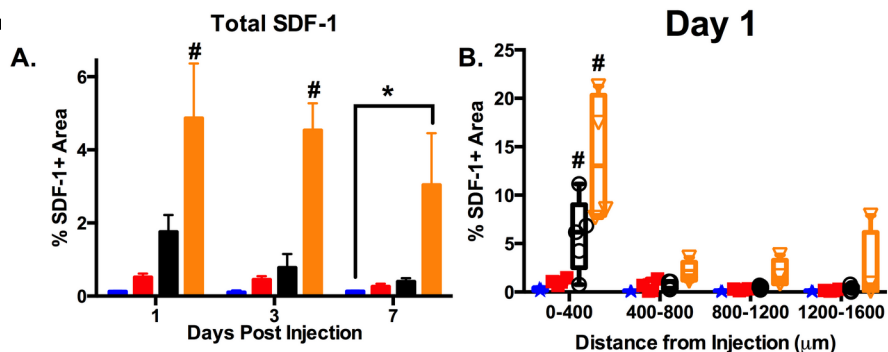 Total SDF-1
A.
#
#
*
6
4
2
0
% SDF-1+ Area
1
3
7
Days Post Injection
Day 1
B.
#
#
25
20
15
10
5
0
% SDF-1+ Area
0-400
400-800
800-1200
1200-1600
Distance from Injection (μm)